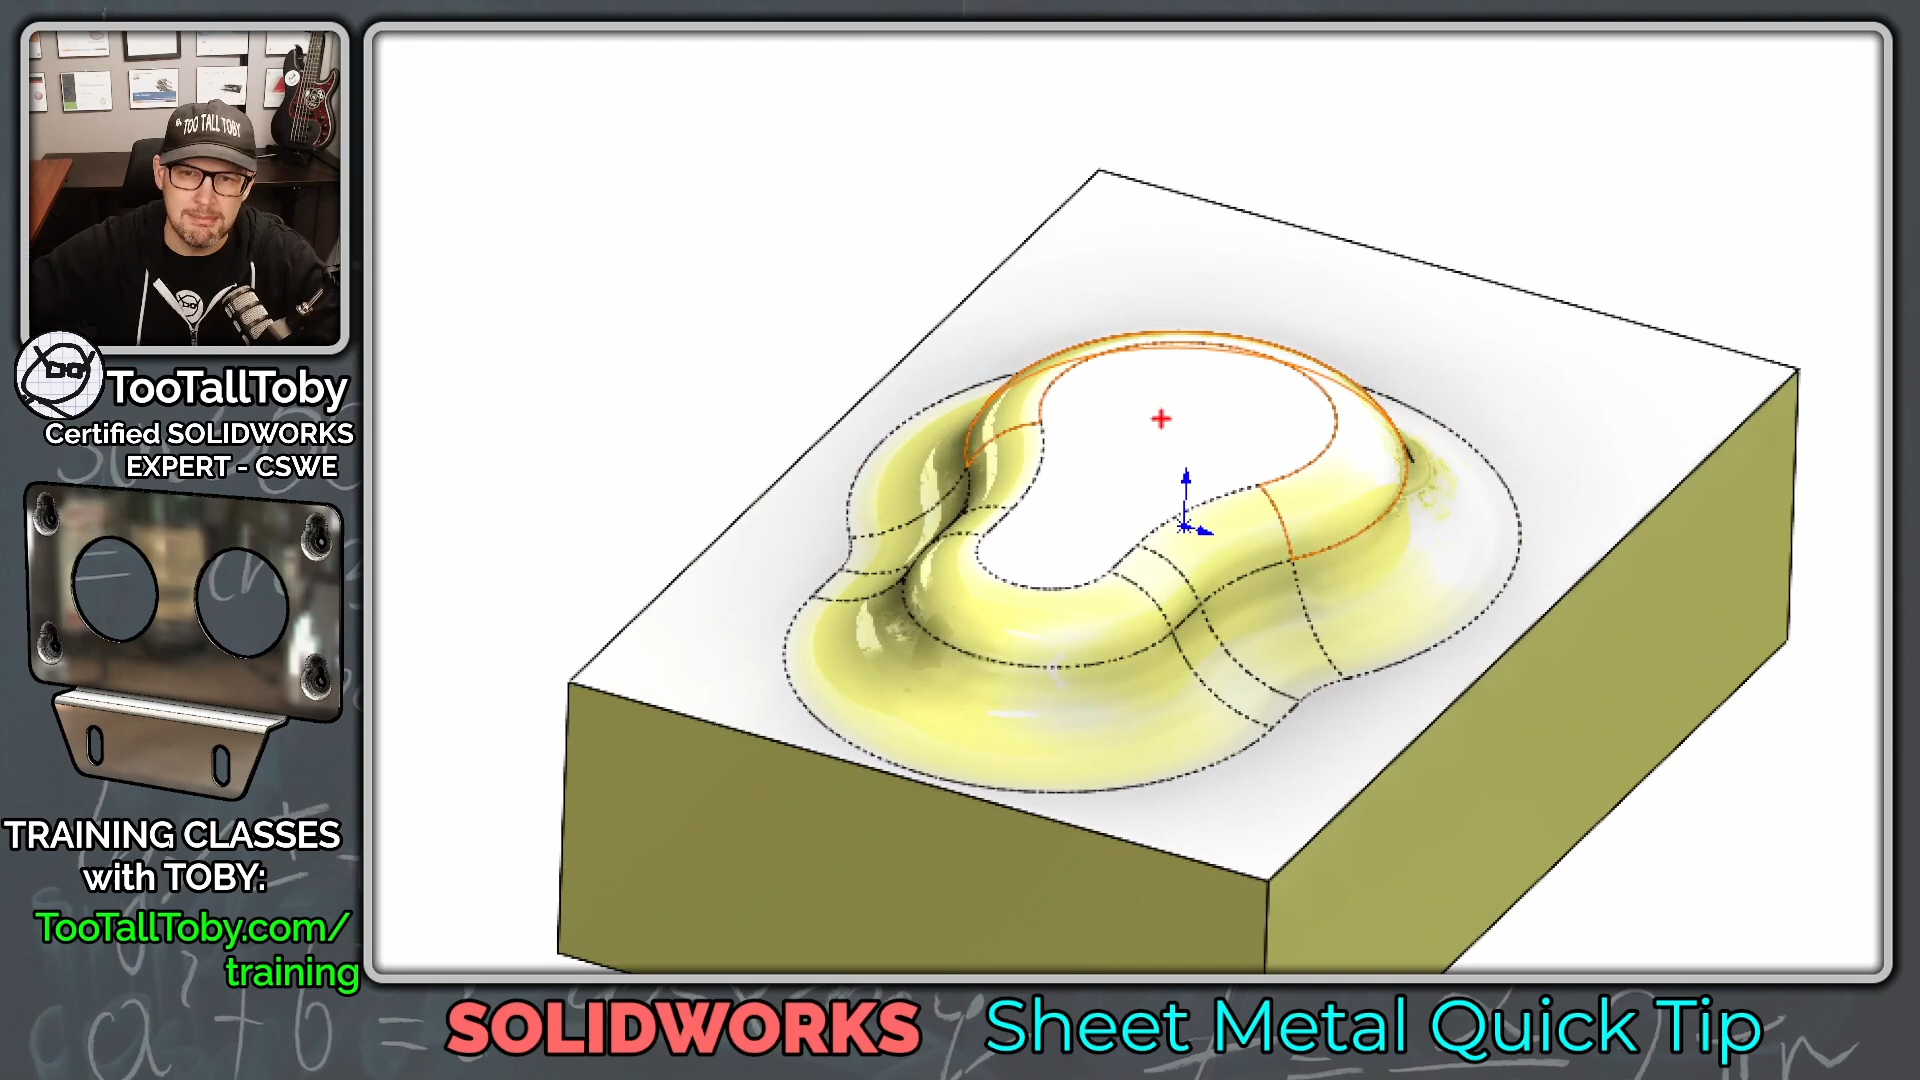 TOO TALL TOBY
TooTallToby
Certified SOLIDWORKS
EXPERT - CSWE
TRAINING CLASSES
with TOBY:
TooTallToby.com/
training
SOLIDWORKS Sheet Metal Quick Tip